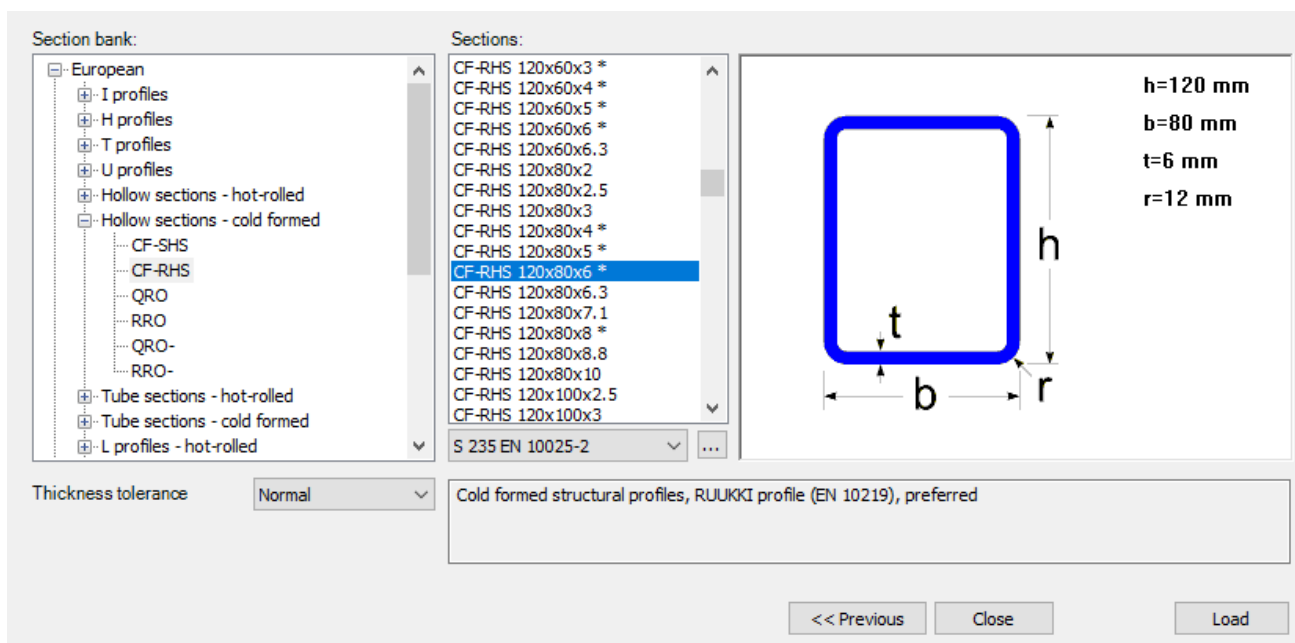 Section bank:
European
I profiles
H profiles
T profiles
U profiles
Hollow sections - hot-rolled
Hollow sections - cold formed
CF-SHS
CF-RHS
QRO
RRO
QRO-
RRO-
Tube sections - hot-rolled
Tube sections - cold formed
L profiles - hot-rolled
Sections:
CF-RHS 120x60x3 *
CF-RHS 120x60x4 *
CF-RHS 120x60x5 *
CF-RHS 120x60x6 *
CF-RHS 120x60x6.3
CF-RHS 120x80x2
CF-RHS 120x80x2.5
CF-RHS 120x80x3
CF-RHS 120x80x4 *
CF-RHS 120x80x5 *
CF-RHS 120x80x6 *
CF-RHS 120x80x6.3
CF-RHS 120x80x7.1
CF-RHS 120x80x8 *
CF-RHS 120x80x8.8
CF-RHS 120x80x10
CF-RHS 120x100x2.5
CF-RHS 120x100x3
S 235 EN 10025-2
...
h=120 mm
b=80 mm
t=6 mm
r=12 mm
h
t
b
r
Thickness tolerance
Normal
Cold formed structural profiles, RUUKKI profile (EN 10219), preferred
<< Previous
Close
Load